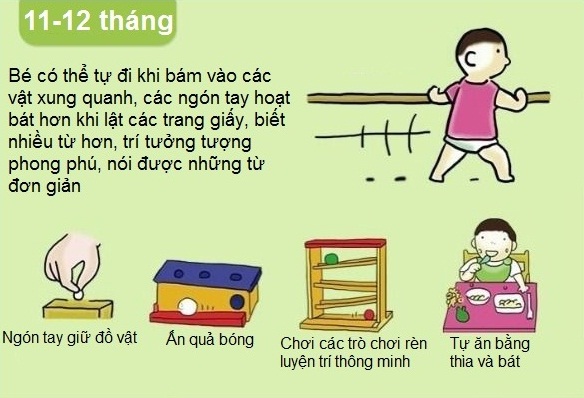 11-12 tháng
Bé có thể tự đi khi bám vào các
vật xung quanh, các ngón tay hoạt
bát hơn khi lật các trang giấy, biết
nhiều từ hơn, trí tưởng tượng
phong phú, nói được những từ
đơn giản
Ngón tay giữ đồ vật
Ấn quả bóng
Chơi các trò chơi rèn
luyện trí thông minh
Tự ăn bằng
thìa và bát